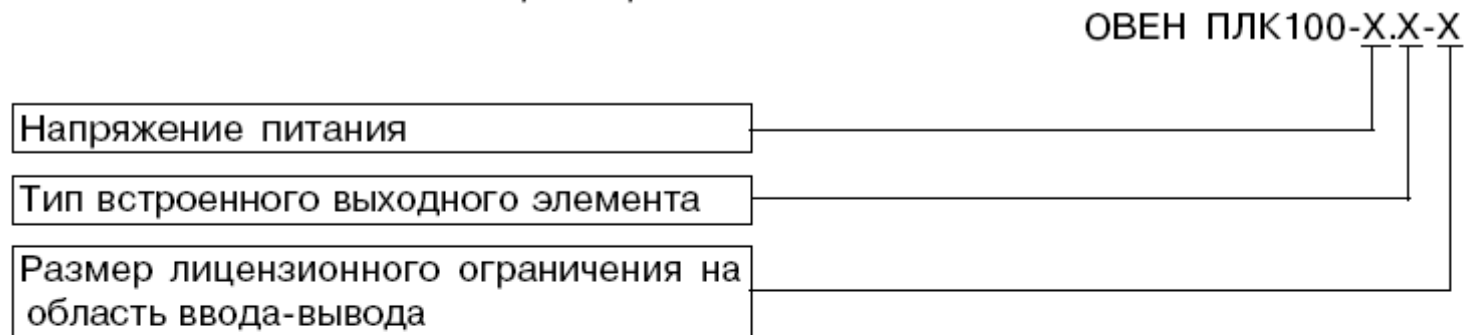 ОВЕН ПЛК100-Х.Х-Х
Напряжение питания
Тип встроенного выходного элемента
Размер лицензионного ограничения на
область ввода-вывода